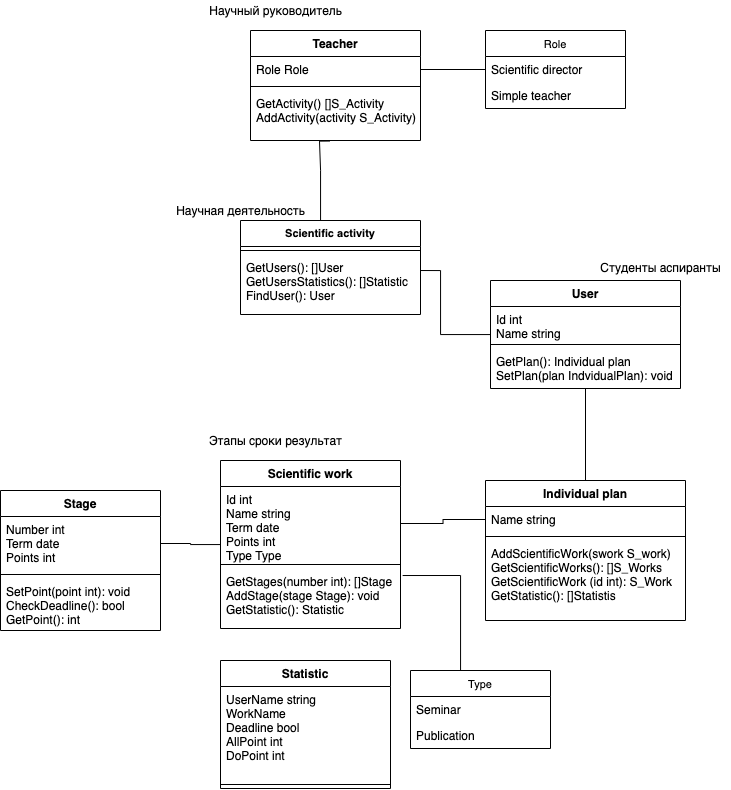 Научный руководитель
Teacher
Role Role
GetActivity() []S_Activity
AddActivity(activity S_Activity)
Role
Scientific director
Simple teacher
Научная деятельность
Scientific activity
GetUsers(): []User
GetUsersStatistics(): []Statistic
FindUser(): User
Студенты аспиранты
User
Id int
Name string
GetPlan(): Individual plan
SetPlan(plan IndvidualPlan): void
Этапы сроки результат
Scientific work
Id int
Name string
Term date
Points int
Type Type
GetStages(number int): []Stage
AddStage(stage Stage): void
GetStatistic(): Statistic
Individual plan
Name string
AddScientificWork(swork S_work)
GetScientificWorks(): []S_Works
GetScientificWork (id int): S_Work
GetStatistic(): []Statistis
Stage
Number int
Term date
Points int
SetPoint(point int): void
CheckDeadline(): bool
GetPoint(): int
Statistic
UserName string
WorkName
Deadline bool
AllPoint int
DoPoint int
Type
Seminar
Publication